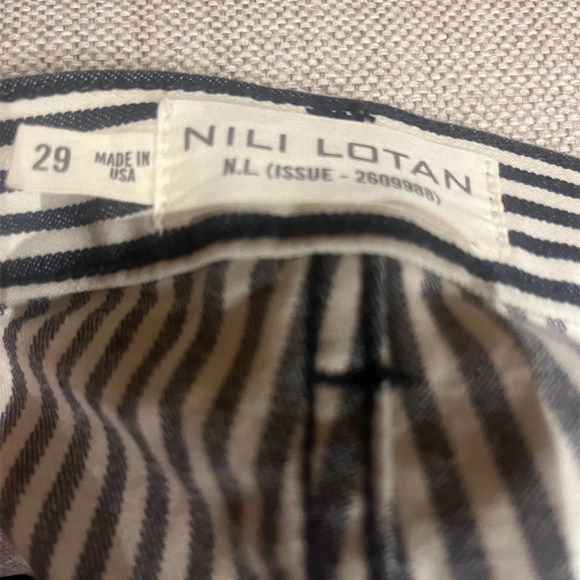 NILI LOTAN
N.L. (ISSUE - 2609988)
29
MADE IN
USA